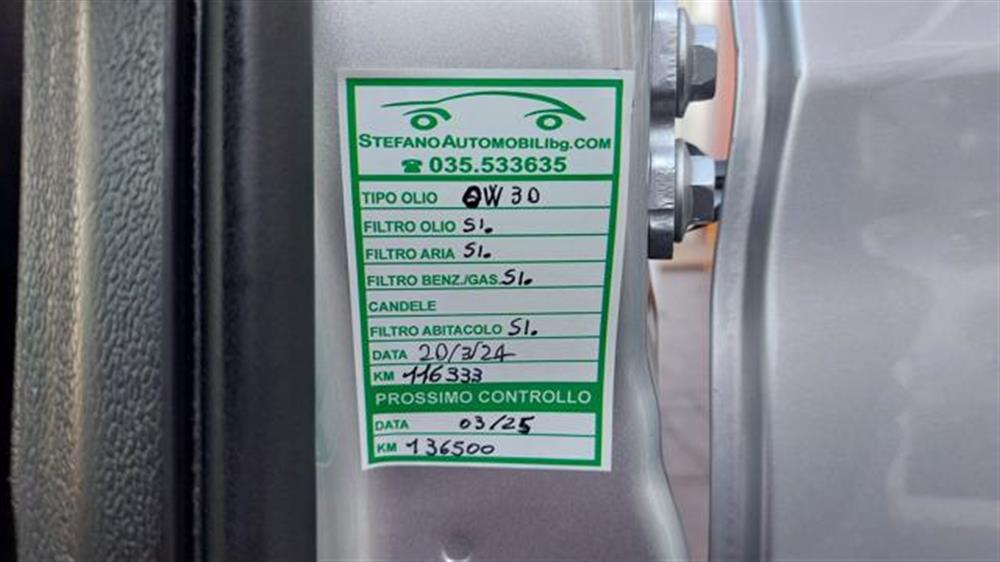 STEFANOAUTOMOBILIbg.COM
☎ 035.533635
TIPO OLIO 0W30
FILTRO OLIO SI.
FILTRO ARIA SI.
FILTRO BENZ./GAS. SI.
CANDELE
FILTRO ABITACOLO SI.
DATA 20/3/24
KM 116333
PROSSIMO CONTROLLO
DATA 03/25
KM 136500